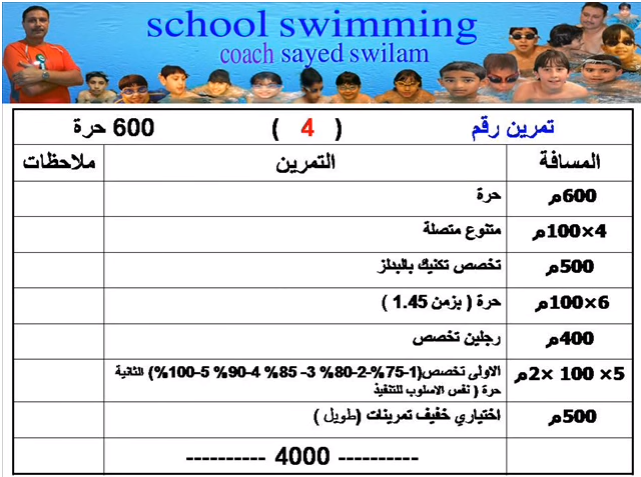 school swimming
coach sayed swilam
تمرين رقم ( 4 ) 600 حرة
المسافة التمرين ملاحظات
600م حرة
4×100م متنوع متصلة
500م تخصص تكنيك بالبدلز
6×100م حرة ( بزمن 1.45 )
400م رجلين تخصص
5× 100 ×2م الاولى تخصص(1-75%-2-80% 3- 85% 4-90% 5-100%) الثانية
حرة ( نفس الاسلوب للتنفيذ
500م اختياري خفيف تمرينات (طويل )
---------- 4000 ----------